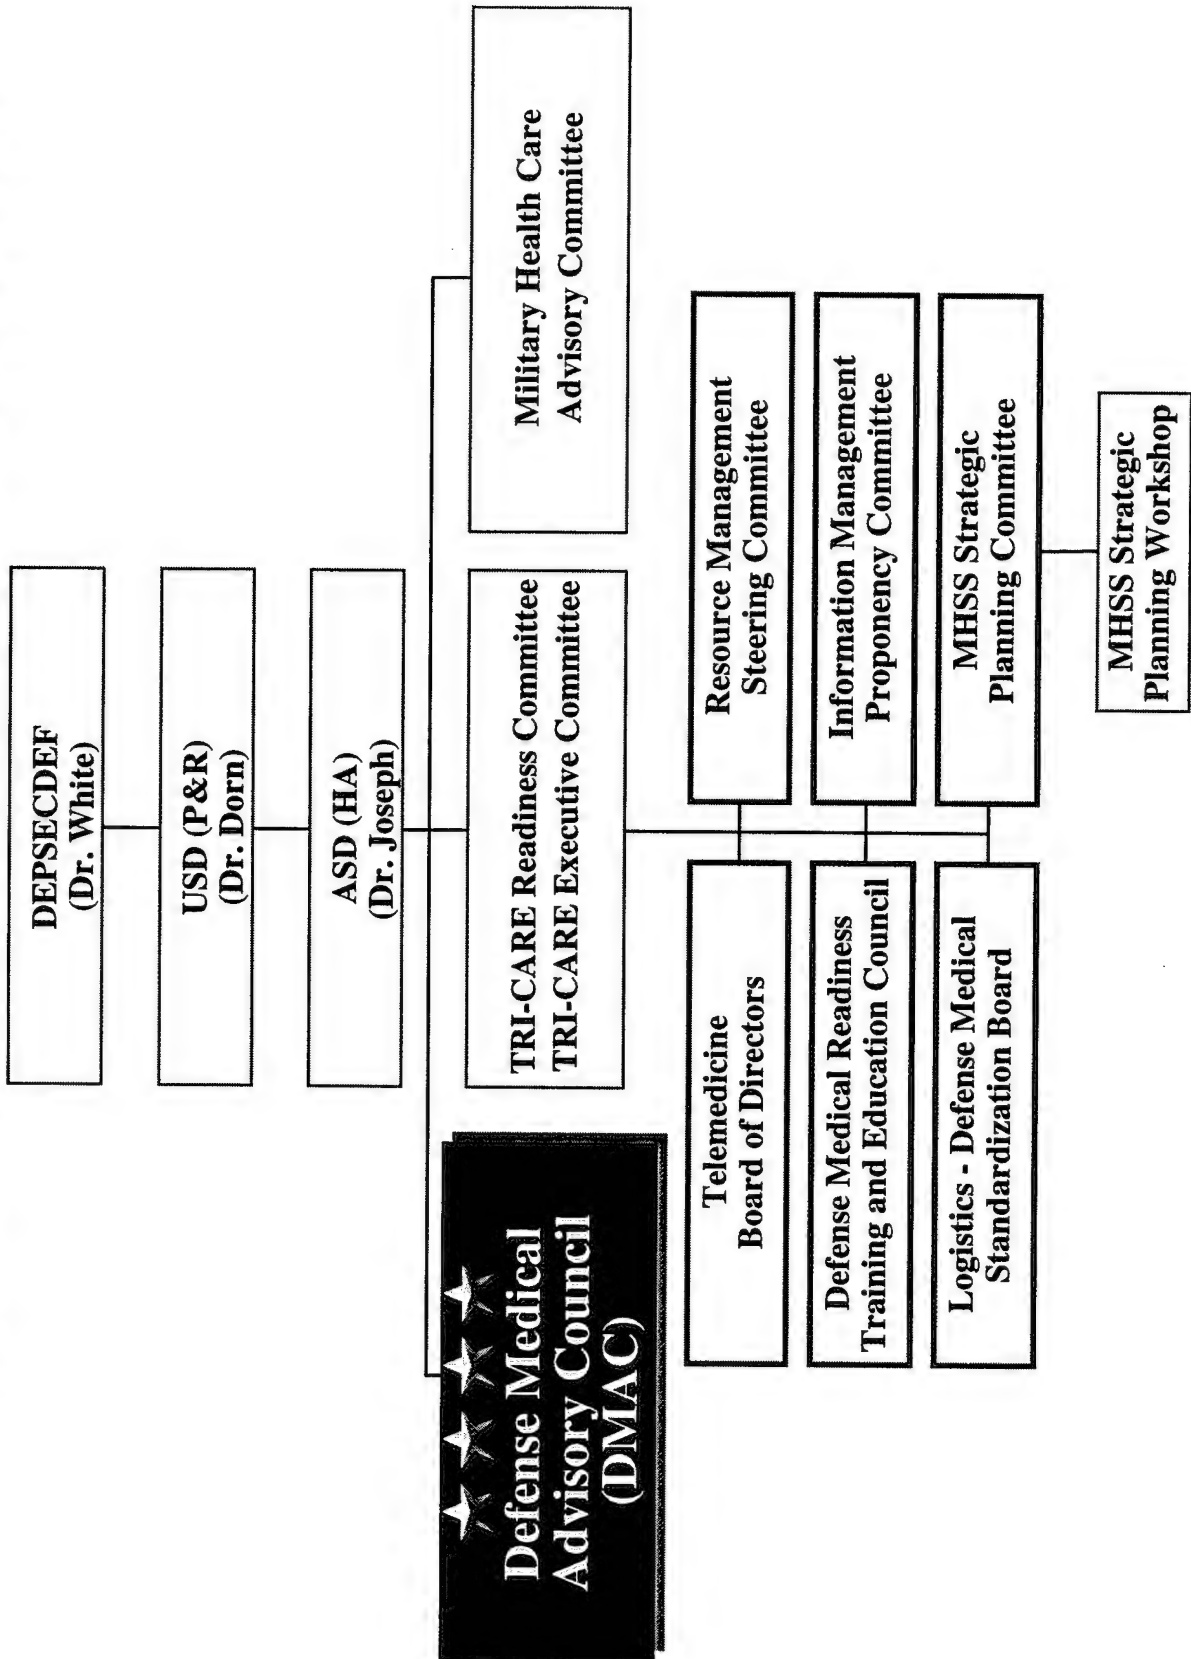 DEPSECDEF
(Dr. White)
USD (P&R)
(Dr. Dorn)
ASD (HA)
(Dr. Joseph)
Defense Medical
Advisory Council
(DMAC)
TRI-CARE Readiness Committee
TRI-CARE Executive Committee
Military Health Care
Advisory Committee
Telemedicine
Board of Directors
Resource Management
Steering Committee
Defense Medical Readiness
Training and Education Council
Information Management
Proponency Committee
Logistics - Defense Medical
Standardization Board
MHSS Strategic
Planning Committee
MHSS Strategic
Planning Workshop